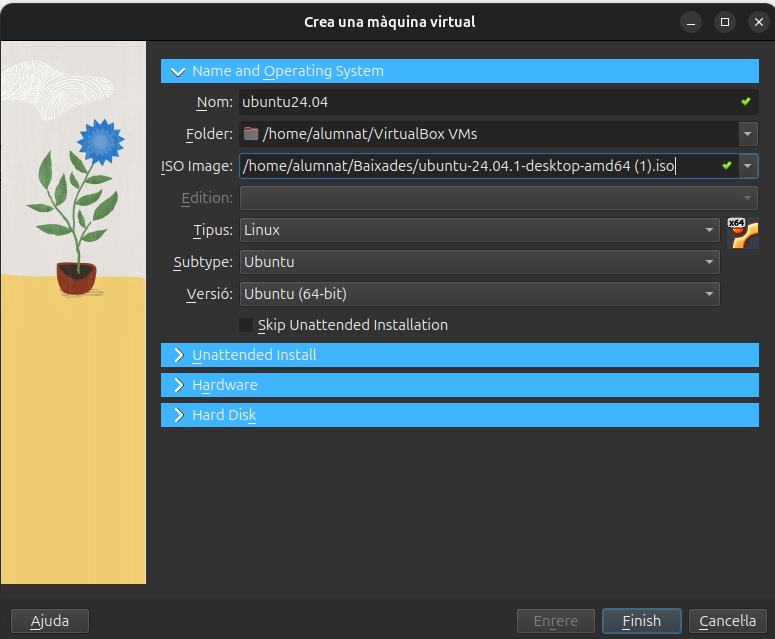 Crea una màquina virtual
Name and Operating System
Nom: ubuntu24.04
Folder: /home/alumnat/VirtualBox VMs
ISO Image: /home/alumnat/Baixades/ubuntu-24.04.1-desktop-amd64 (1).iso
Edition:
Tipus: Linux
x64
Subtype: Ubuntu
Versió: Ubuntu (64-bit)
Skip Unattended Installation
Unattended Install
Hardware
Hard Disk
Ajuda Enrere Finish Cancel·la